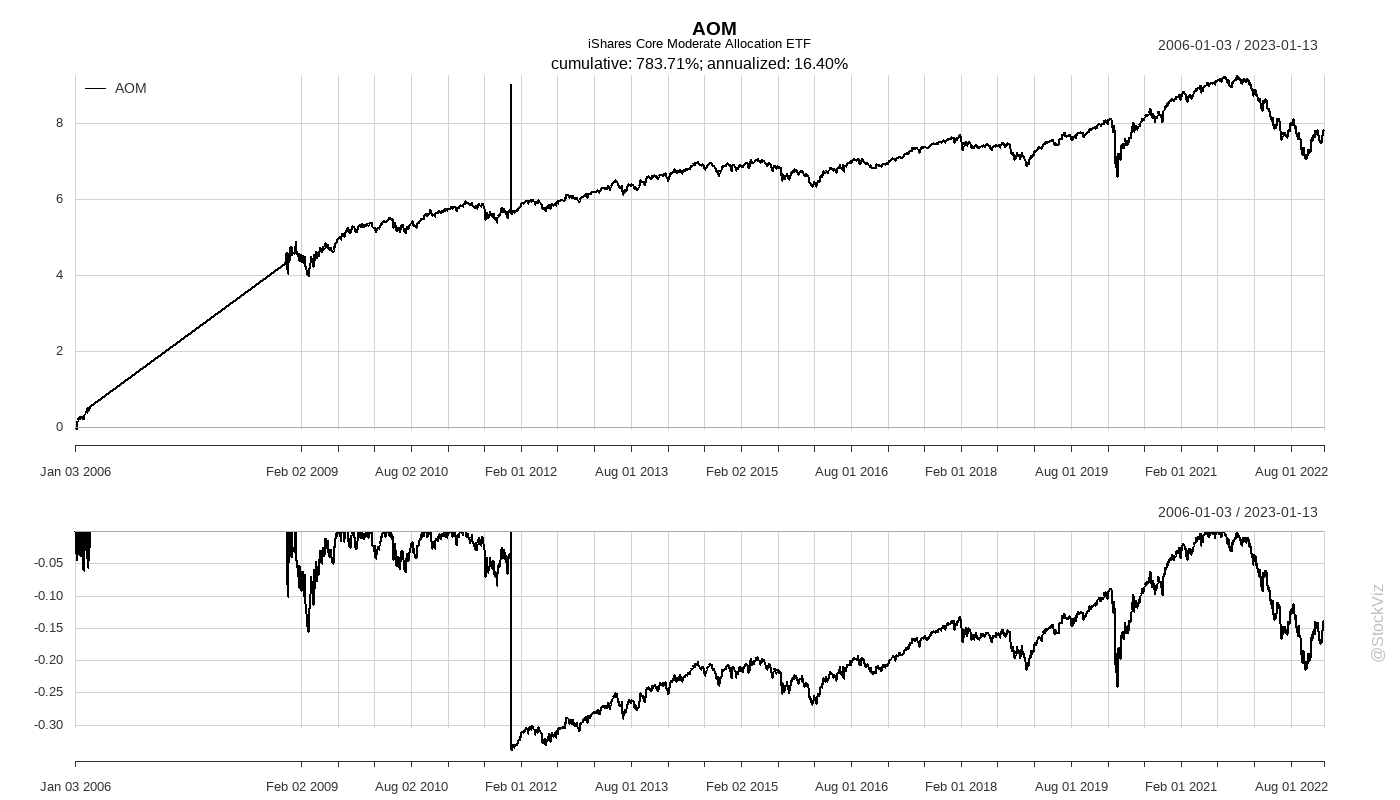 AOM
iShares Core Moderate Allocation ETF
cumulative: 783.71%; annualized: 16.40%
2006-01-03 / 2023-01-13
AOM
8
6
4
2
0
Jan 03 2006 Feb 02 2009 Aug 02 2010 Feb 01 2012 Aug 01 2013 Feb 02 2015 Aug 01 2016 Feb 01 2018 Aug 01 2019 Feb 01 2021 Aug 01 2022
2006-01-03 / 2023-01-13
-0.05
-0.10
-0.15
-0.20
-0.25
-0.30
Jan 03 2006 Feb 02 2009 Aug 02 2010 Feb 01 2012 Aug 01 2013 Feb 02 2015 Aug 01 2016 Feb 01 2018 Aug 01 2019 Feb 01 2021 Aug 01 2022
@StockViz